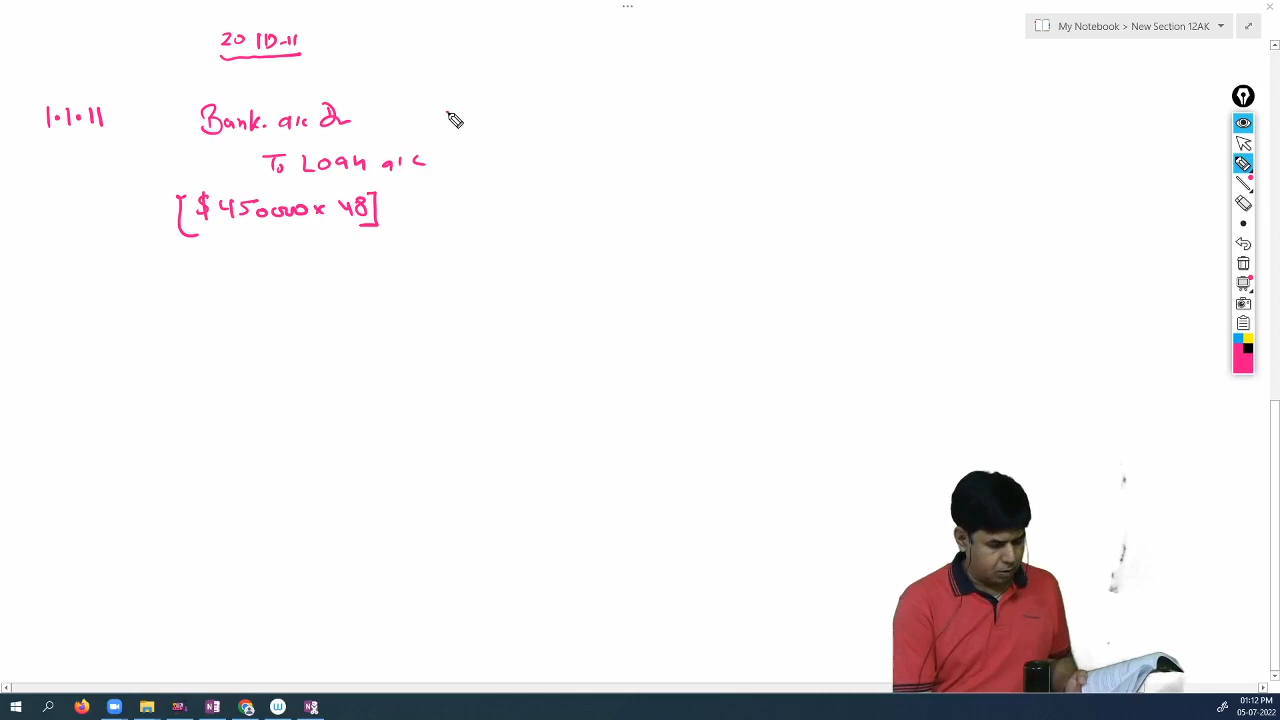 ...
My Notebook > New Section 12AK
20 10-11
1.1.11 Bank. a/c Dr
To Loan a/c
[$ 450000 x 48]
01:12 PM
05-07-2022